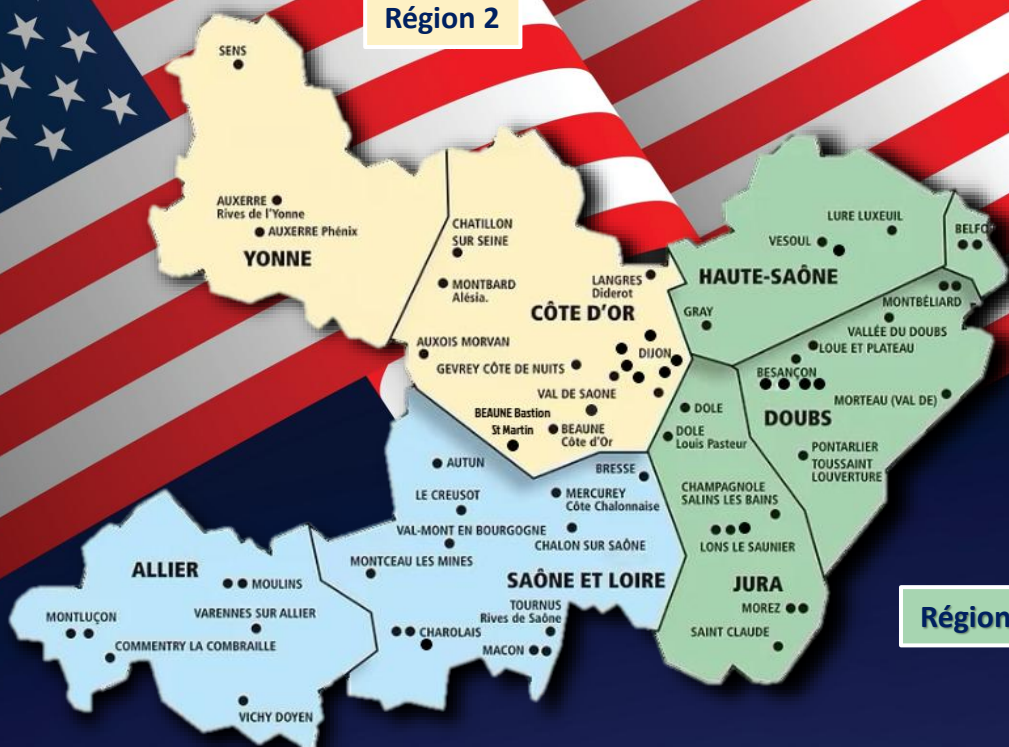 Région 2
SENS
AUXERRE
Rives de l'Yonne
AUXERRE Phénix
YONNE
CHATILLON
SUR SEINE
MONTBARD
Alésia.
LANGRES
Diderot
CÔTE D'OR
AUXOIS MORVAN
GEVREY CÔTE DE NUITS
DIJON
VAL DE SAONE
BEAUNE Bastion
St Martin
BEAUNE
Côte d'Or
LURE LUXEUIL
VESOUL
HAUTE-SAÔNE
GRAY
BELFO
MONTBÉLIARD
VALLÉE DU DOUBS
LOUE ET PLATEAU
BESANÇON
MORTEAU (VAL DE)
DOUBS
PONTARLIER
TOUSSAINT
LOUVERTURE
DOLE
DOLE
Louis Pasteur
CHAMPAGNOLE
SALINS LES BAINS
LONS LE SAUNIER
JURA
MOREZ
SAINT CLAUDE
Région
AUTUN
BRESSE
LE CREUSOT
MERCUREY
Côte Chalonnaise
VAL-MONT EN BOURGOGNE
CHALON SUR SAÔNE
MONTCEAU LES MINES
SAÔNE ET LOIRE
TOURNUS
Rives de Saône
CHAROLAIS
MACON
ALLIER
MOULINS
MONTLUÇON
VARENNES SUR ALLIER
COMMENTRY LA COMBRAILLE
VICHY DOYEN